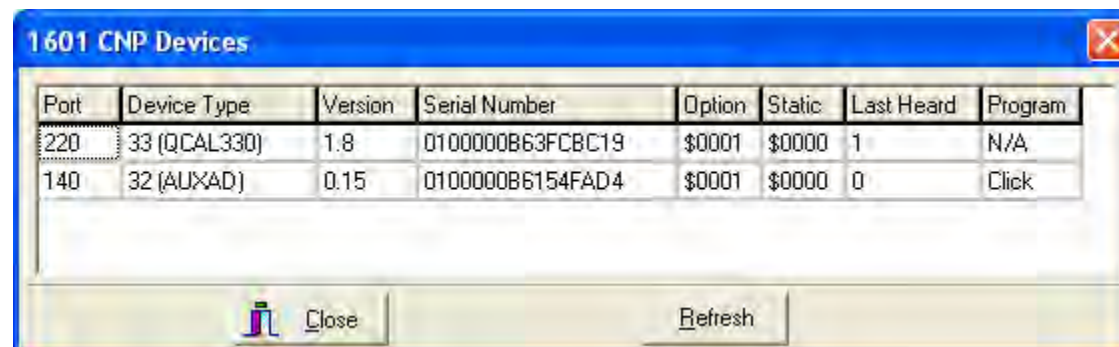 1601 CNP Devices
Port Device Type Version Serial Number Option Static Last Heard Program
220 33 (QCAL330) 1.8 0100000B63FCBC19 $0001 $0000 1 N/A
140 32 (AUXAD) 0.15 0100000B6154FAD4 $0001 $0000 0 Click
Close Refresh